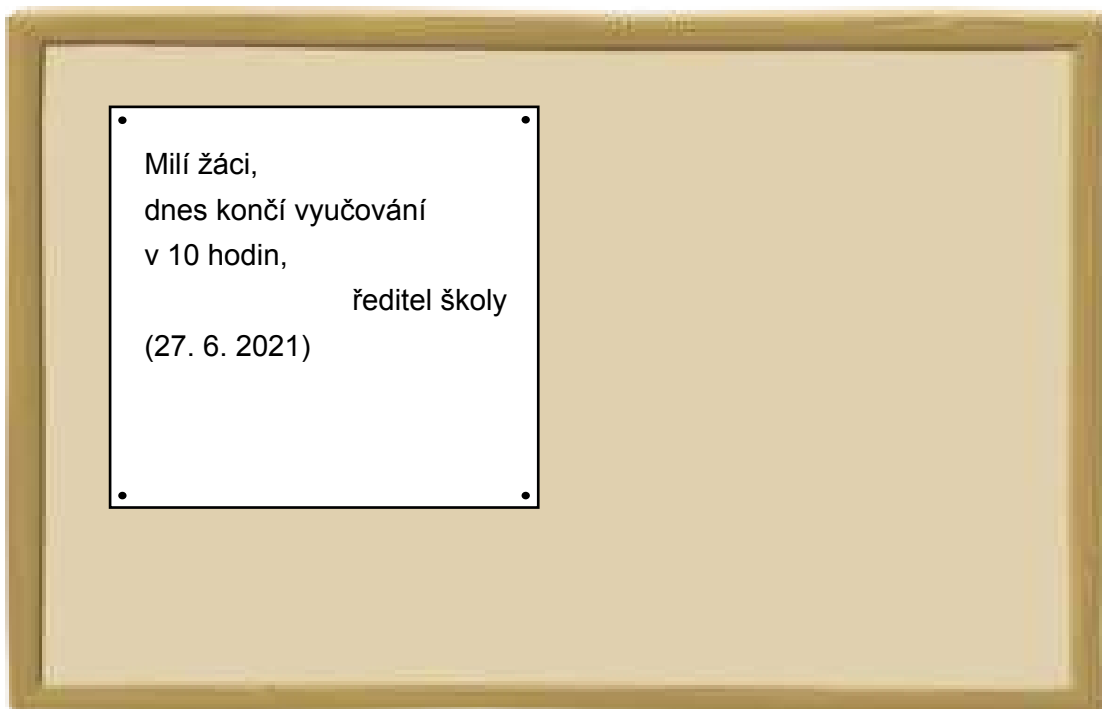 Milí žáci,
dnes končí vyučování
v 10 hodin,
ředitel školy
(27. 6. 2021)